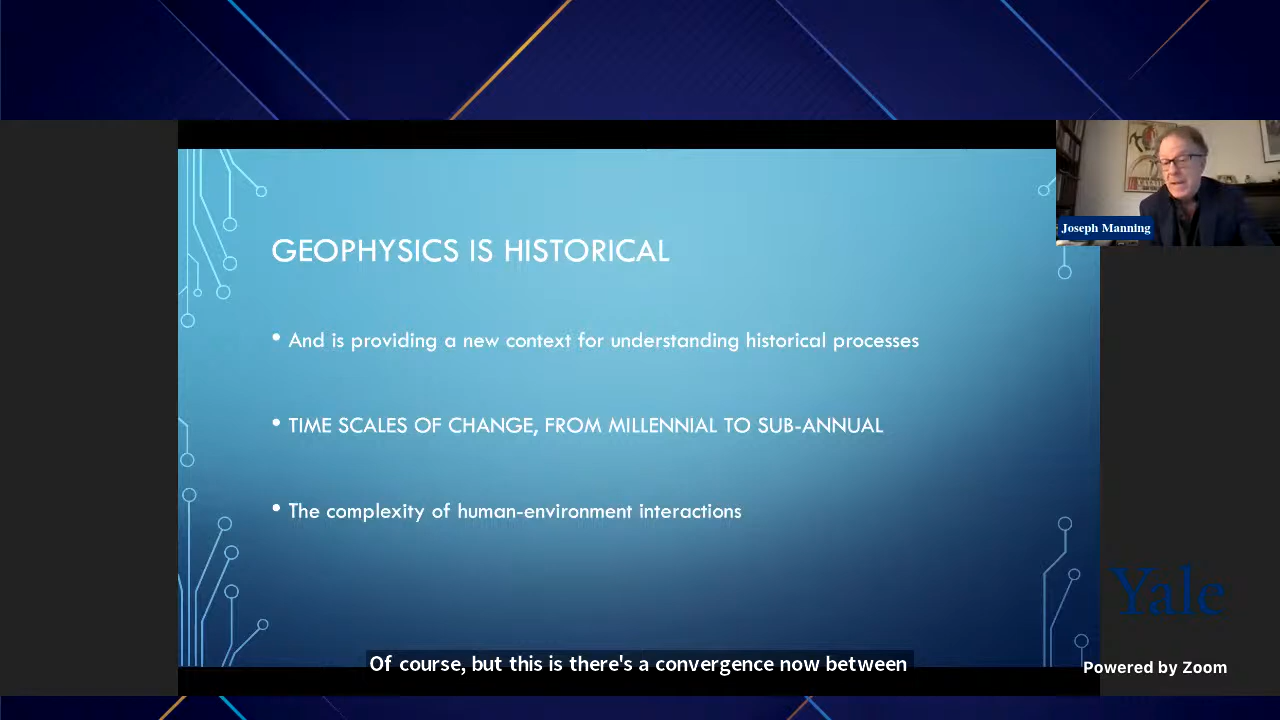 Joseph Manning
GEOPHYSICS IS HISTORICAL
• And is providing a new context for understanding historical processes
• TIME SCALES OF CHANGE, FROM MILLENNIAL TO SUB-ANNUAL
• The complexity of human-environment interactions
Yale
Of course, but this is there's a convergence now between
Powered by Zoom